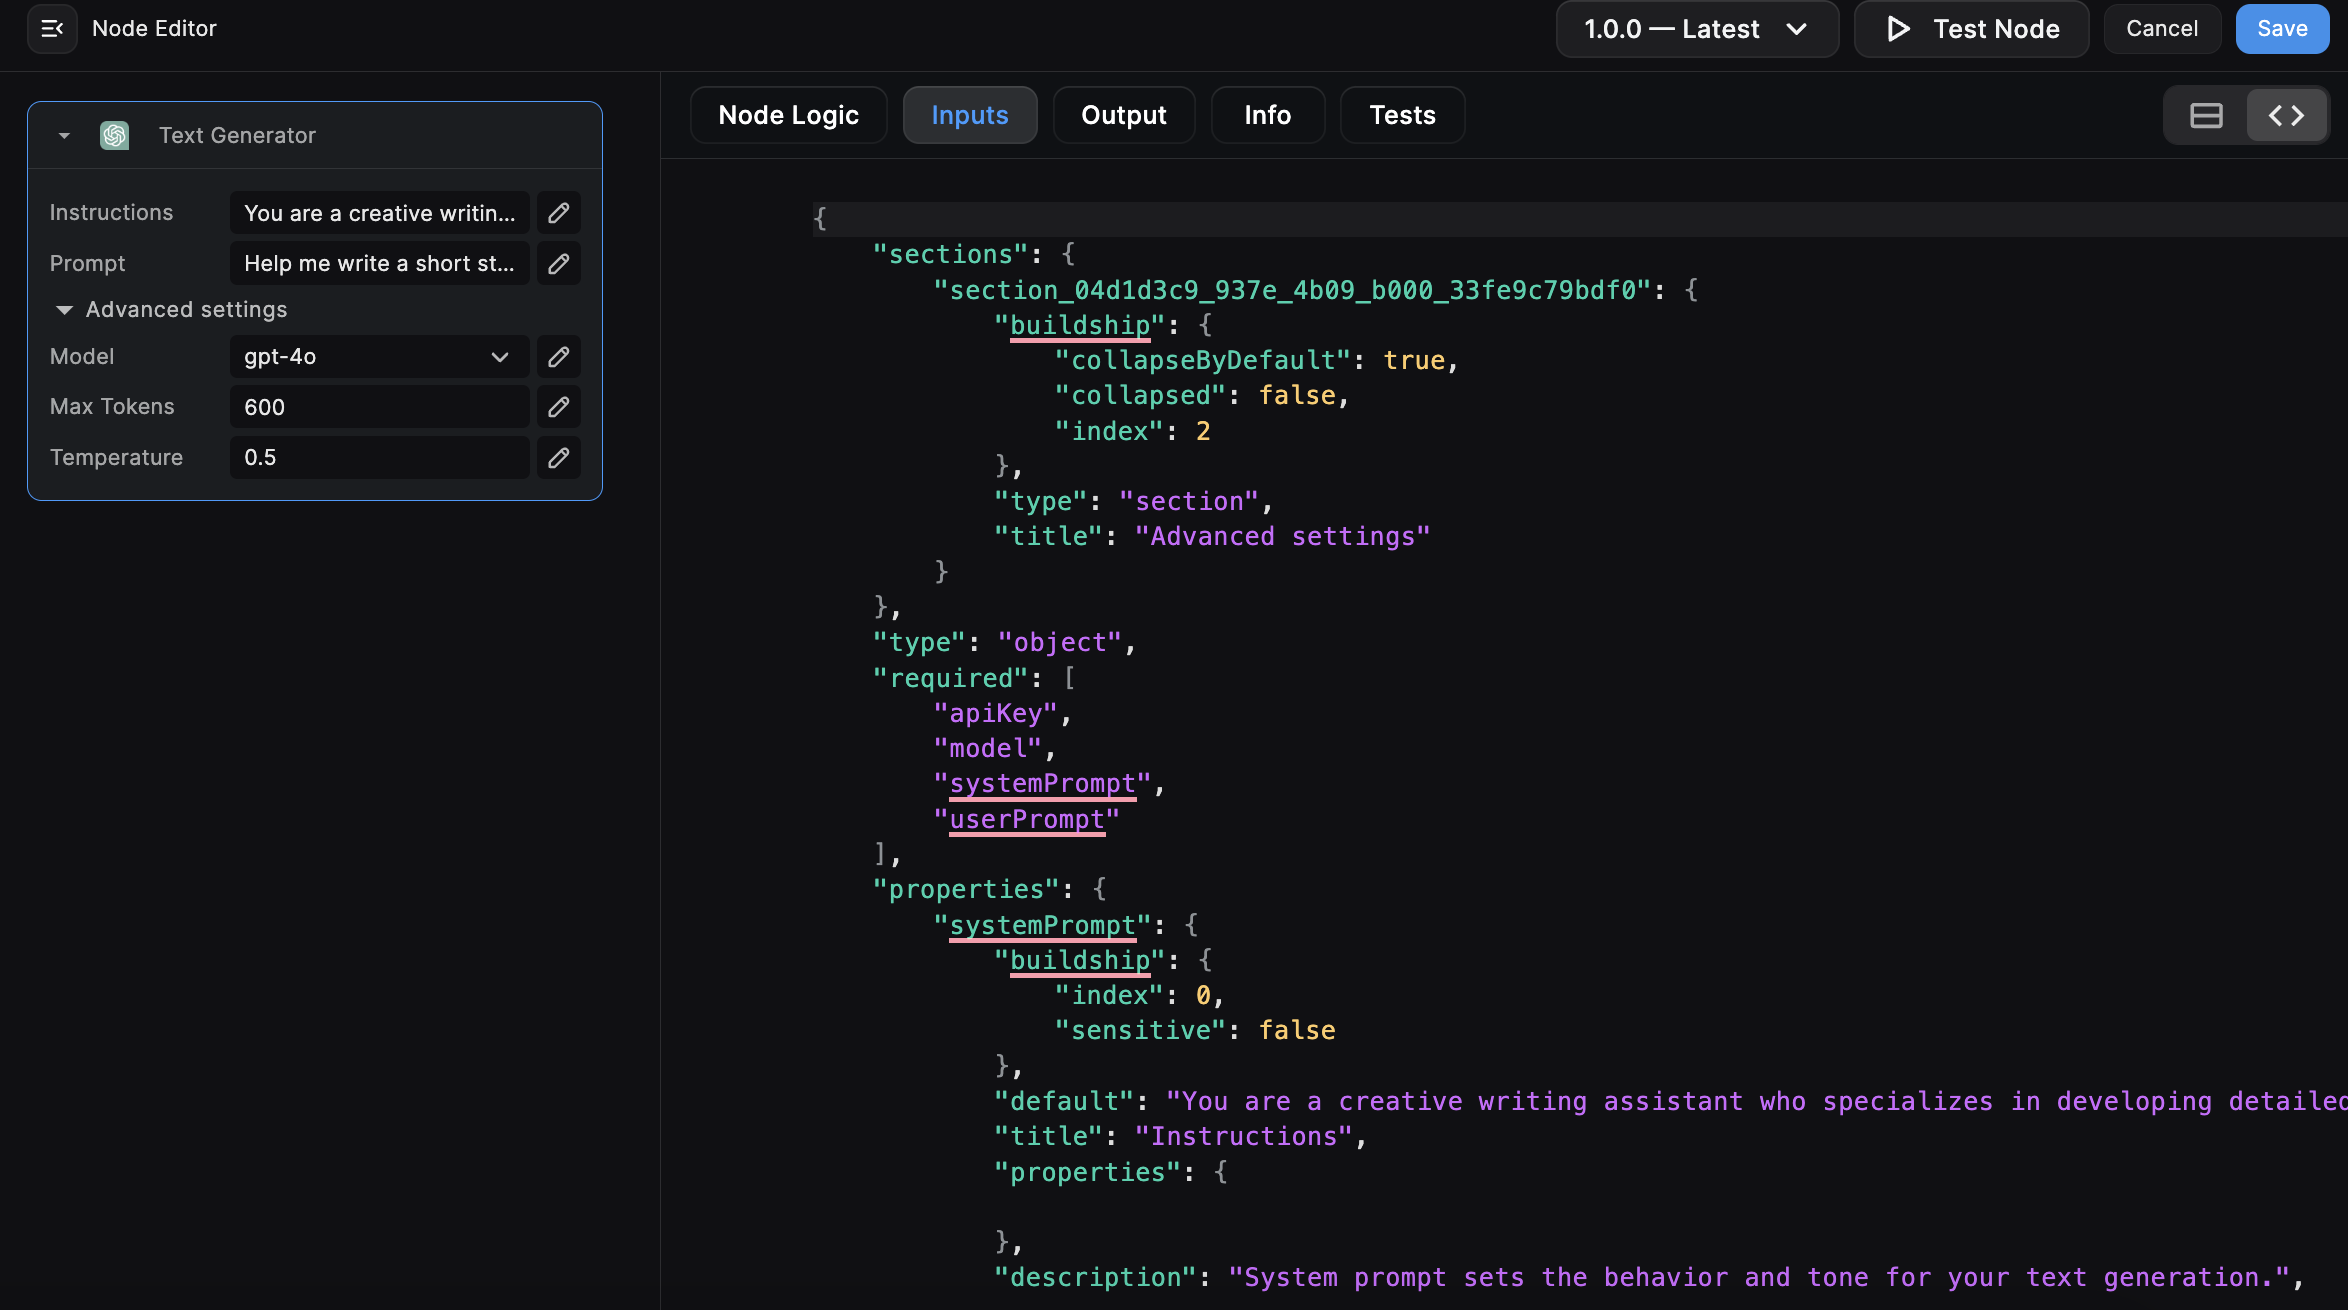 Node Editor
1.0.0 — Latest
Test Node
Cancel
Save
Text Generator
Instructions
You are a creative writin...
Prompt
Help me write a short st...
Advanced settings
Model
gpt-4o
Max Tokens
600
Temperature
0.5
Node Logic
Inputs
Output
Info
Tests
{
"sections": {
"section_04d1d3c9_937e_4b09_b000_33fe9c79bdf0": {
"buildship": {
"collapseByDefault": true,
"collapsed": false,
"index": 2
},
"type": "section",
"title": "Advanced settings"
}
},
"type": "object",
"required": [
"apiKey",
"model",
"systemPrompt",
"userPrompt"
],
"properties": {
"systemPrompt": {
"buildship": {
"index": 0,
"sensitive": false
},
"default": "You are a creative writing assistant who specializes in developing detailed
"title": "Instructions",
"properties": {
},
"description": "System prompt sets the behavior and tone for your text generation.",